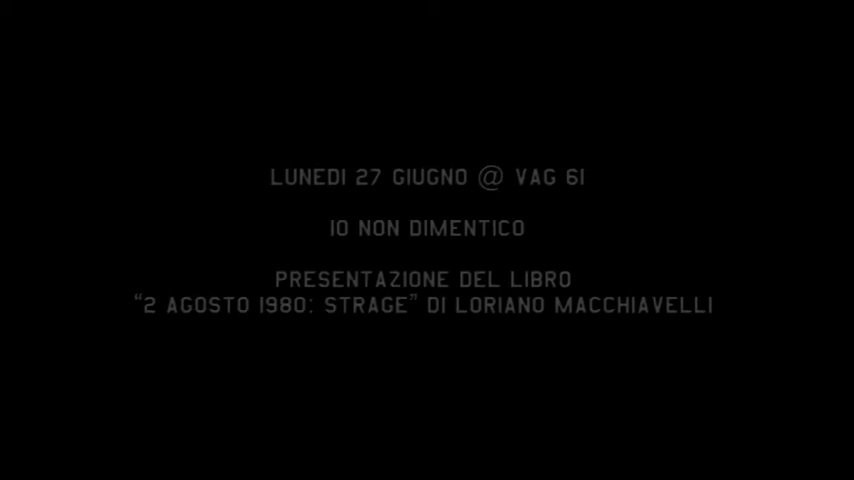 LUNEDI 27 GIUGNO @ VAG 61
IO NON DIMENTICO
PRESENTAZIONE DEL LIBRO
“2 AGOSTO 1980: STRAGE” DI LORIANO MACCHIAVELLI